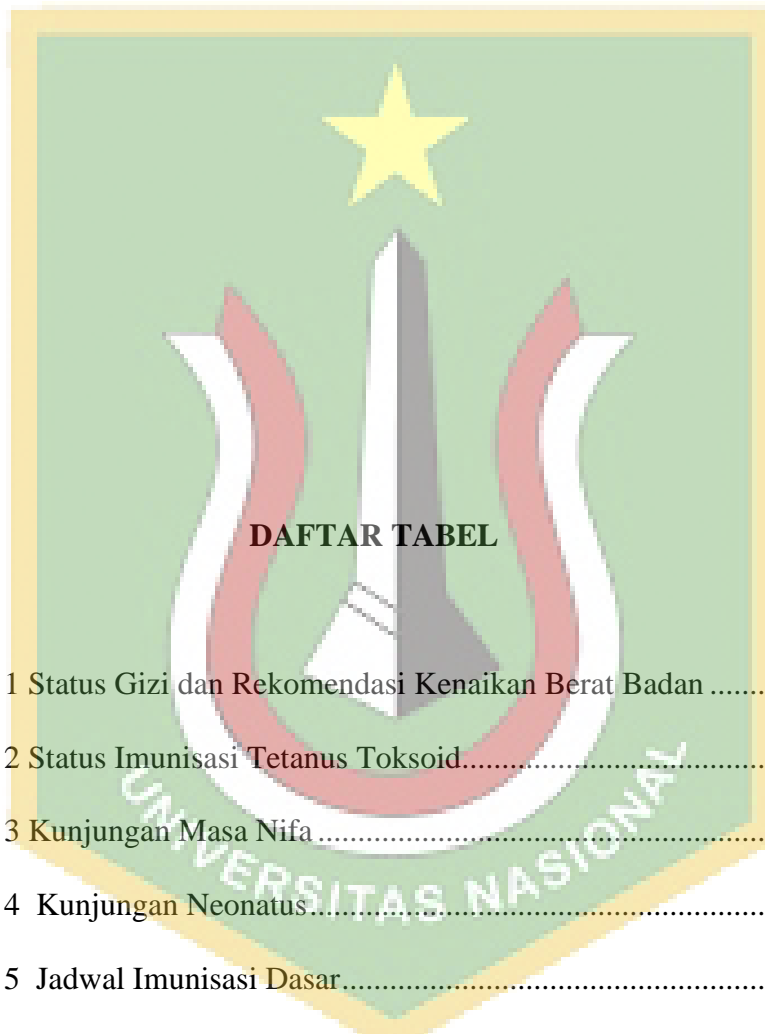 DAFTAR TABEL
1 Status Gizi dan Rekomendasi Kenaikan Berat Badan .......
2 Status Imunisasi Tetanus Toksoid......................................
3 Kunjungan Masa Nifa .........................................................
4 Kunjungan Neonatus..........................................................
5 Jadwal Imunisasi Dasar......................................................
UNIVERSITAS NASIONAL